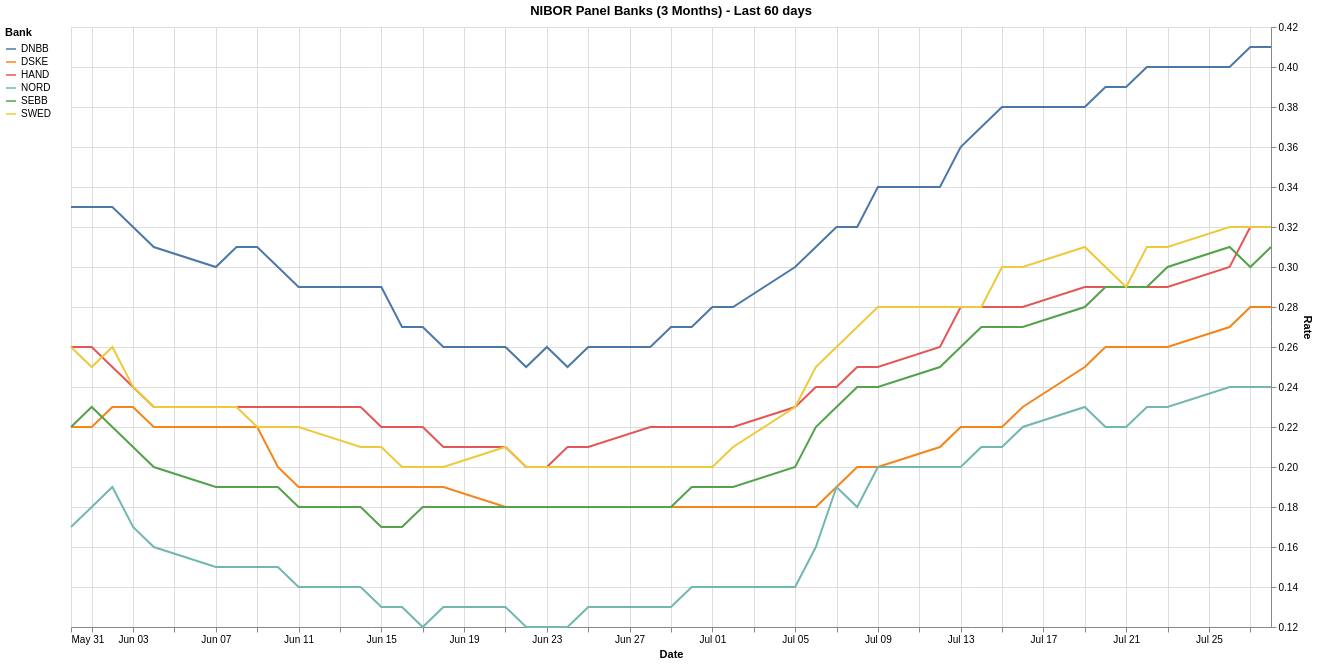 NIBOR Panel Banks (3 Months) - Last 60 days
Bank
DNBB
DSKE
HAND
NORD
SEBB
SWED
0.42
0.40
0.38
0.36
0.34
0.32
0.30
0.28
0.26
0.24
0.22
0.20
0.18
0.16
0.14
0.12
Rate
May 31 Jun 03 Jun 07 Jun 11 Jun 15 Jun 19 Jun 23 Jun 27 Jul 01 Jul 05 Jul 09 Jul 13 Jul 17 Jul 21 Jul 25
Date